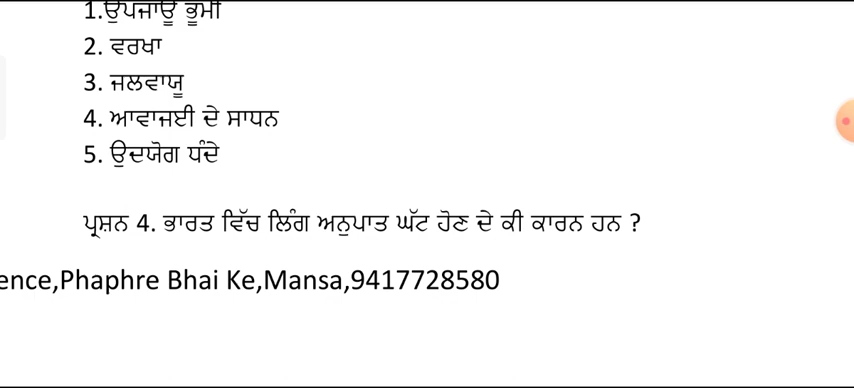 1.ਉਪਜਾਊ ਭੂਮੀ
2. ਵਰਖਾ
3. ਜਲਵਾਯੂ
4. ਆਵਾਜਈ ਦੇ ਸਾਧਨ
5. ਉਦਯੋਗ ਧੰਦੇ
ਪ੍ਰਸ਼ਨ 4. ਭਾਰਤ ਵਿੱਚ ਲਿੰਗ ਅਨੁਪਾਤ ਘੱਟ ਹੋਣ ਦੇ ਕੀ ਕਾਰਨ ਹਨ ?
ence,Phaphre Bhai Ke,Mansa,9417728580